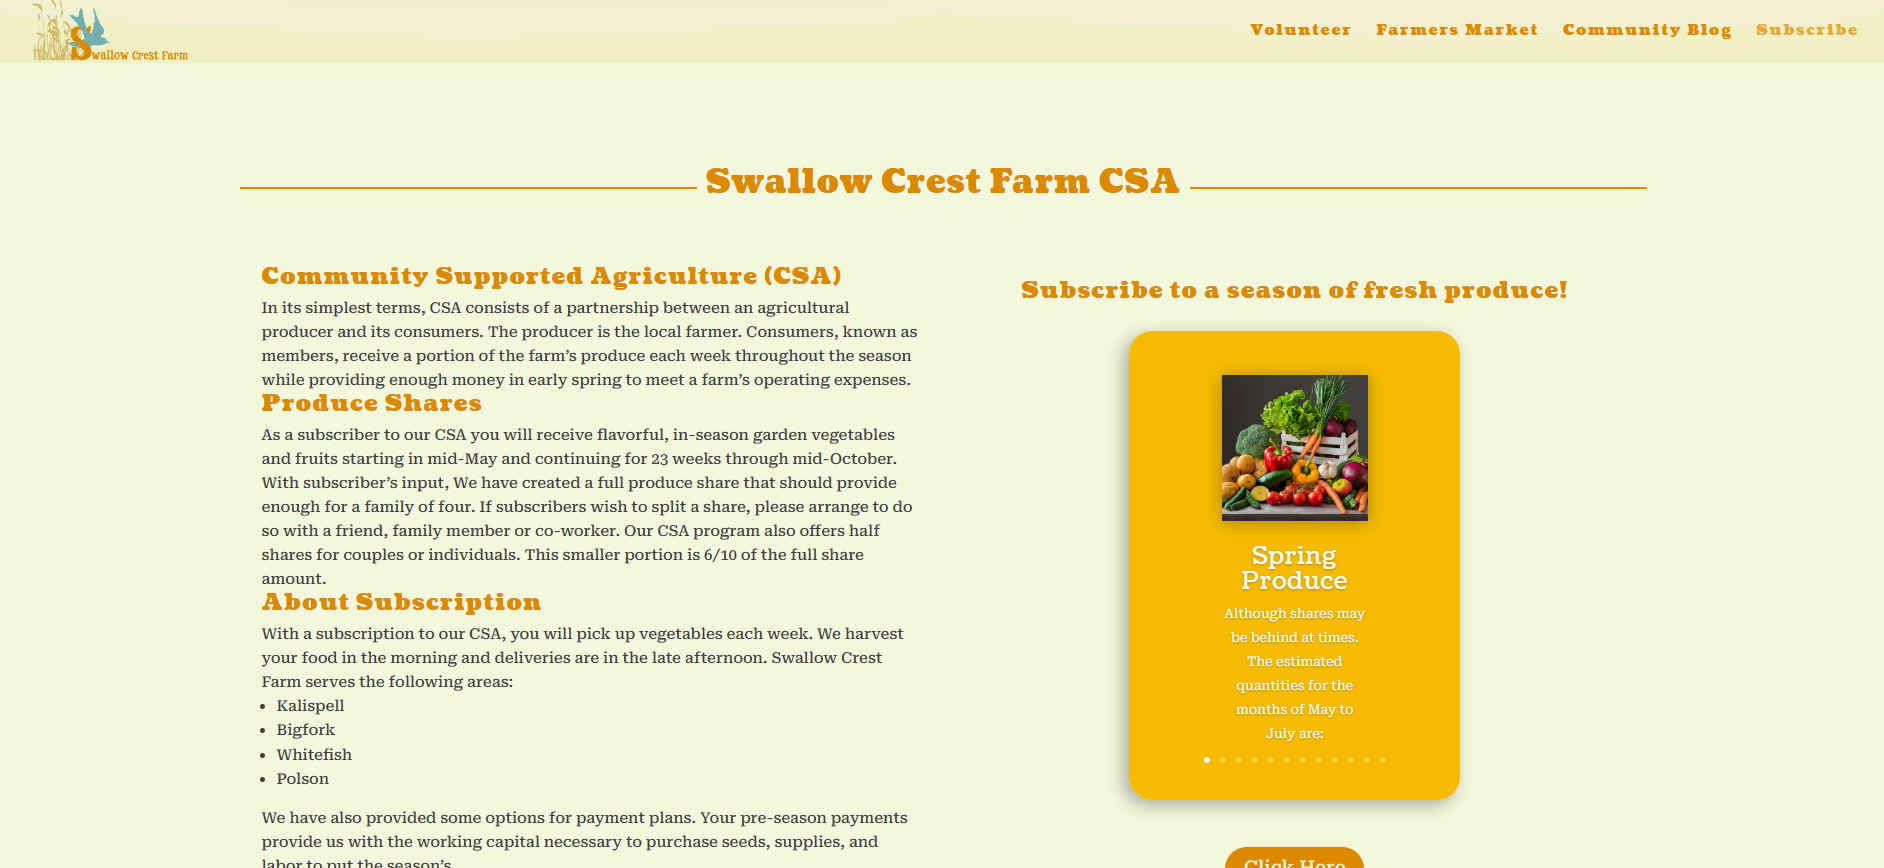 Swallow Crest Farm
Volunteer Farmers Market Community Blog Subscribe
Swallow Crest Farm CSA
Community Supported Agriculture (CSA)
In its simplest terms, CSA consists of a partnership between an agricultural
producer and its consumers. The producer is the local farmer. Consumers, known as
members, receive a portion of the farm’s produce each week throughout the season
while providing enough money in early spring to meet a farm’s operating expenses.
Produce Shares
As a subscriber to our CSA you will receive flavorful, in-season garden vegetables
and fruits starting in mid-May and continuing for 23 weeks through mid-October.
With subscriber’s input, We have created a full produce share that should provide
enough for a family of four. If subscribers wish to split a share, please arrange to do
so with a friend, family member or co-worker. Our CSA program also offers half
shares for couples or individuals. This smaller portion is 6/10 of the full share
amount.
About Subscription
With a subscription to our CSA, you will pick up vegetables each week. We harvest
your food in the morning and deliveries are in the late afternoon. Swallow Crest
Farm serves the following areas:
Kalispell
Bigfork
Whitefish
Polson
We have also provided some options for payment plans. Your pre-season payments
provide us with the working capital necessary to purchase seeds, supplies, and
labor to put the season’s
Subscribe to a season of fresh produce!
Spring
Produce
Although shares may
be behind at times.
The estimated
quantities for the
months of May to
July are:
Click Here